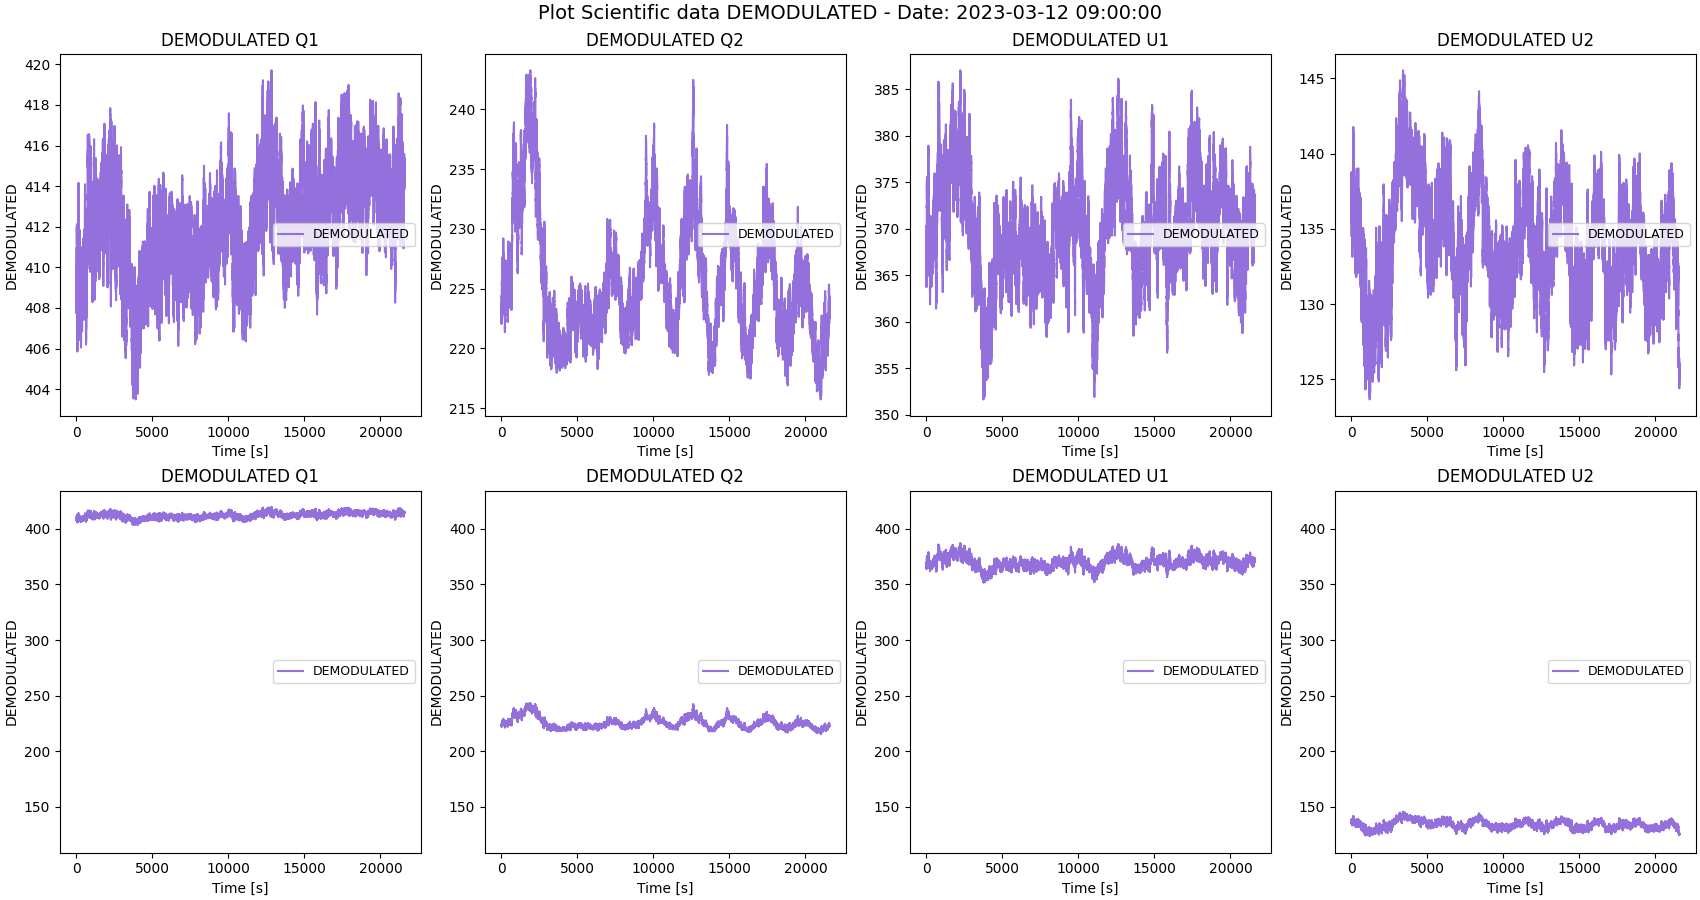 Plot Scientific data DEMODULATED - Date: 2023-03-12 09:00:00
DEMODULATED Q1
DEMODULATED
420
418
416
414
412
410
408
406
404
DEMODULATED
0 5000 10000 15000 20000
Time [s]
DEMODULATED Q2
DEMODULATED
240
235
230
225
220
215
DEMODULATED
0 5000 10000 15000 20000
Time [s]
DEMODULATED U1
DEMODULATED
385
380
375
370
365
360
355
350
DEMODULATED
0 5000 10000 15000 20000
Time [s]
DEMODULATED U2
DEMODULATED
145
140
135
130
125
DEMODULATED
0 5000 10000 15000 20000
Time [s]
DEMODULATED Q1
DEMODULATED
400
350
300
250
200
150
DEMODULATED
0 5000 10000 15000 20000
Time [s]
DEMODULATED Q2
DEMODULATED
400
350
300
250
200
150
DEMODULATED
0 5000 10000 15000 20000
Time [s]
DEMODULATED U1
DEMODULATED
400
350
300
250
200
150
DEMODULATED
0 5000 10000 15000 20000
Time [s]
DEMODULATED U2
DEMODULATED
400
350
300
250
200
150
DEMODULATED
0 5000 10000 15000 20000
Time [s]